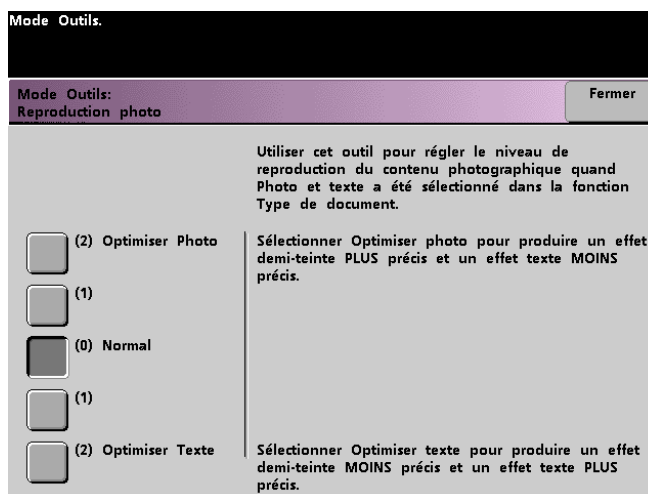 Mode Outils.
Mode Outils:
Reproduction photo
Fermer
Utiliser cet outil pour régler le niveau de
reproduction du contenu photographique quand
Photo et texte a été sélectionné dans la fonction
Type de document.
(2) Optimiser Photo
Sélectionner Optimiser photo pour produire un effet
demi-teinte PLUS précis et un effet texte MOINS
précis.
(1)
(0) Normal
(1)
(2) Optimiser Texte
Sélectionner Optimiser texte pour produire un effet
demi-teinte MOINS précis et un effet texte PLUS
précis.